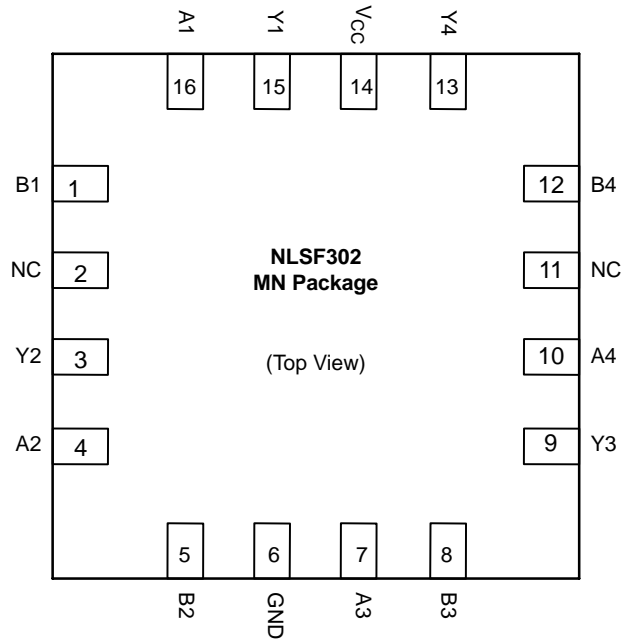 A1 Y1 VCC Y4
16 15 14 13
B1 1 12 B4
NC 2 NLSF302 11 NC
MN Package
Y2 3 (Top View) 10 A4
A2 4 9 Y3
5 6 7 8
B2 GND A3 B3